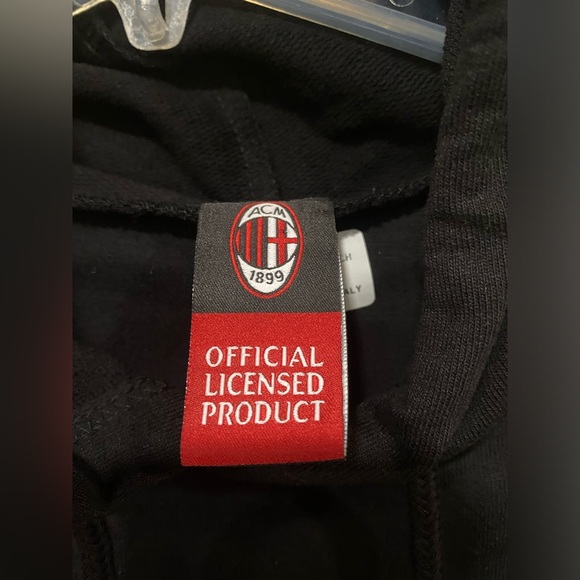 ACM
1899
OFFICIAL
LICENSED
PRODUCT